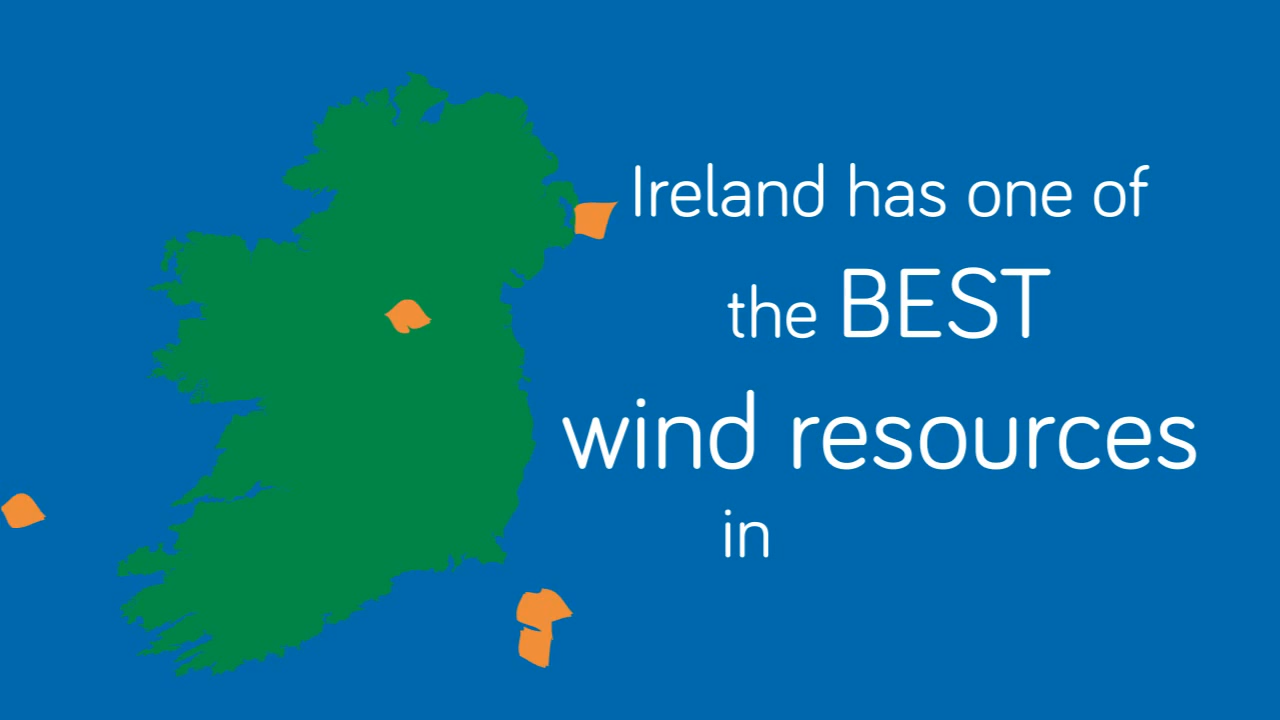 Ireland has one of
the BEST
wind resources
in